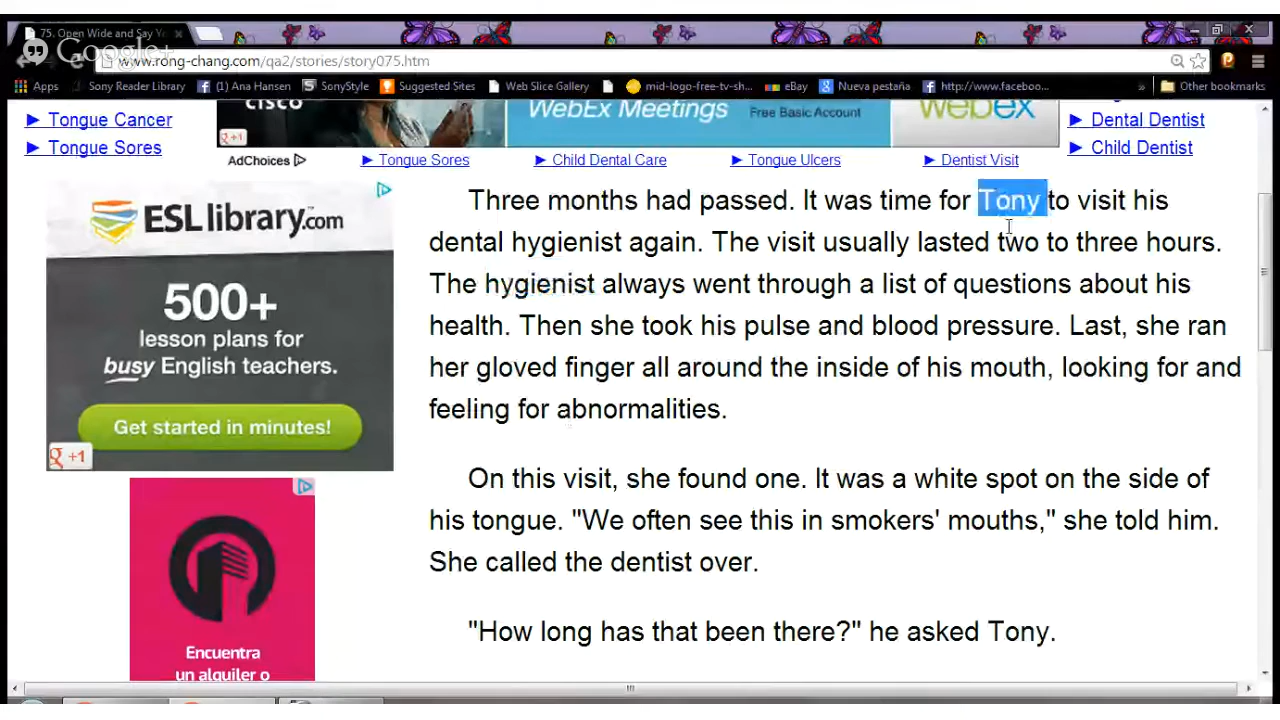 75. Open Wide and Say Y
Google+
www.rong-chang.com/qa2/stories/story075.htm
Apps Sony Reader Library (1) Ana Hansen SonyStyle Suggested Sites Web Slice Gallery mid-logo-free-tv-sh... eBay Nueva pestaña http://www.faceboo... » Other bookmarks
► Tongue Cancer
► Tongue Sores
CISCO
g+1
WebEx Meetings Free Basic Account
webex
► Dental Dentist
► Child Dentist
AdChoices
► Tongue Sores ► Child Dental Care ► Tongue Ulcers ► Dentist Visit
ESLlibrary.com
500+
lesson plans for
busy English teachers.
Get started in minutes!
g+1
Encuentra
un alquiler o
Three months had passed. It was time for Tony to visit his
dental hygienist again. The visit usually lasted two to three hours.
The hygienist always went through a list of questions about his
health. Then she took his pulse and blood pressure. Last, she ran
her gloved finger all around the inside of his mouth, looking for and
feeling for abnormalities.
On this visit, she found one. It was a white spot on the side of
his tongue. "We often see this in smokers' mouths," she told him.
She called the dentist over.
"How long has that been there?" he asked Tony.